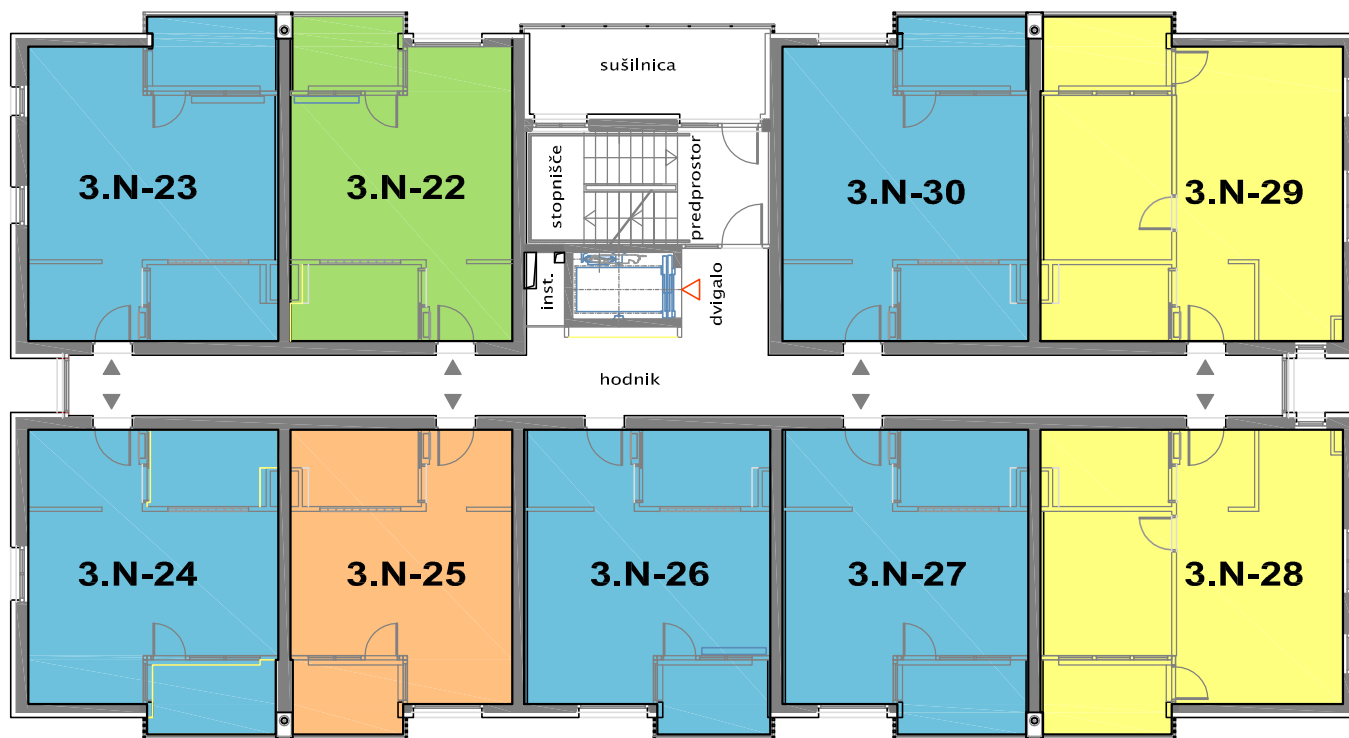 sušilnica
stopnišče
predprostor
3.N-23
3.N-22
3.N-30
3.N-29
inst.
dvigalo
hodnik
3.N-24
3.N-25
3.N-26
3.N-27
3.N-28